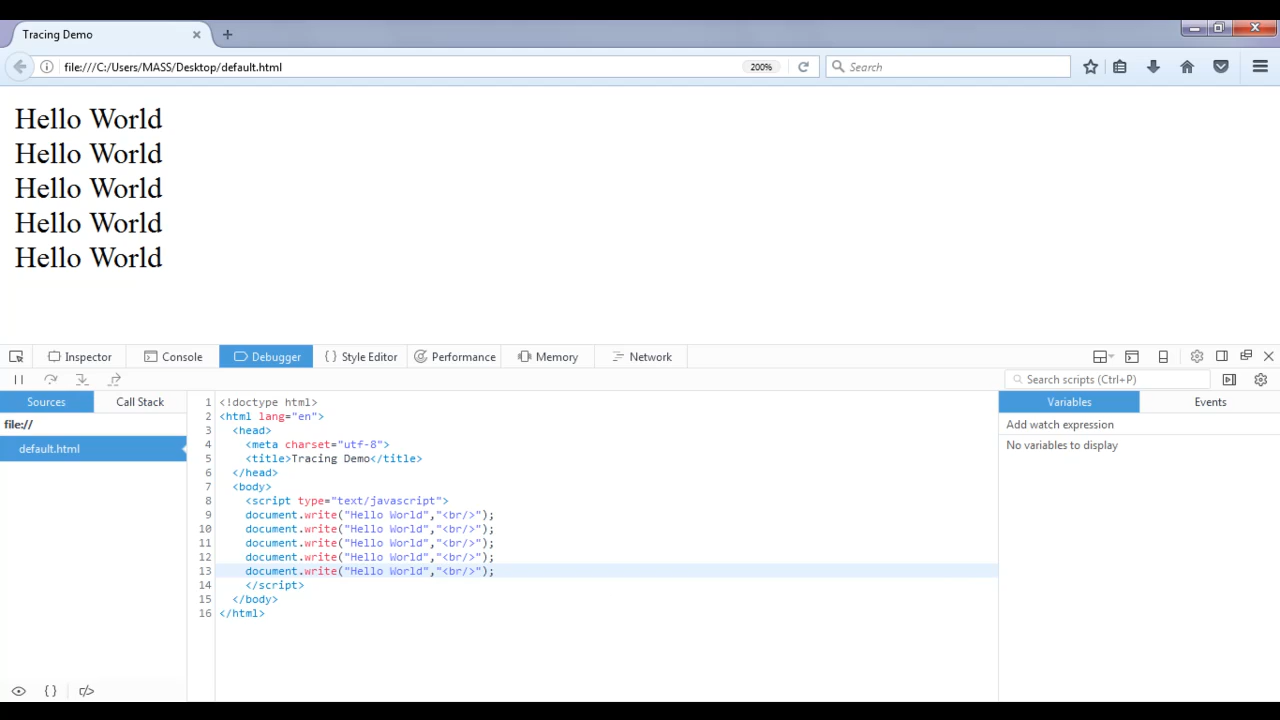 Tracing Demo
file:///C:/Users/MASS/Desktop/default.html 200% Search
Hello World
Hello World
Hello World
Hello World
Hello World
Inspector Console Debugger { } Style Editor Performance Memory Network
Search scripts (Ctrl+P)
Sources Call Stack
file://
default.html
1 <!doctype html>
2 <html lang="en">
3 <head>
4 <meta charset="utf-8">
5 <title>Tracing Demo</title>
6 </head>
7 <body>
8 <script type="text/javascript">
9 document.write("Hello World","<br/>");
10 document.write("Hello World","<br/>");
11 document.write("Hello World","<br/>");
12 document.write("Hello World","<br/>");
13 document.write("Hello World","<br/>");
14 </script>
15 </body>
16 </html>
Variables Events
Add watch expression
No variables to display